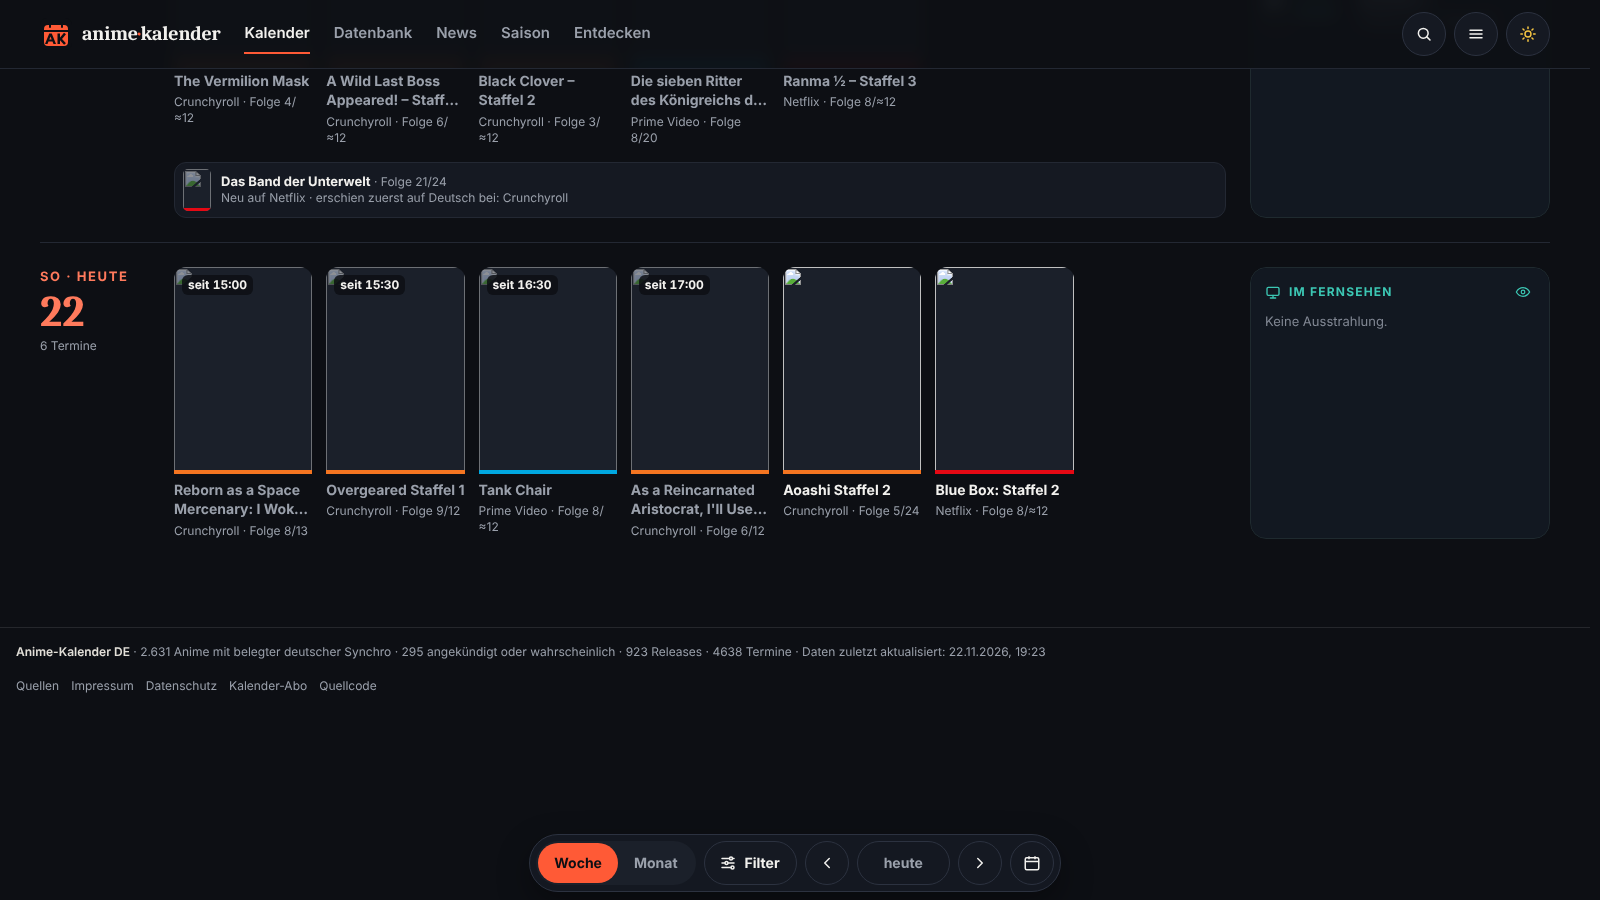 AK anime·kalender Kalender Datenbank News Saison Entdecken
The Vermilion Mask
Crunchyroll · Folge 4/
≈12
A Wild Last Boss
Appeared! – Staff…
Crunchyroll · Folge 6/
≈12
Black Clover –
Staffel 2
Crunchyroll · Folge 3/
≈12
Die sieben Ritter
des Königreichs d…
Prime Video · Folge
8/20
Ranma ½ – Staffel 3
Netflix · Folge 8/≈12
Das Band der Unterwelt · Folge 21/24
Neu auf Netflix · erschien zuerst auf Deutsch bei: Crunchyroll
SO · HEUTE
22
6 Termine
seit 15:00
Reborn as a Space
Mercenary: I Wok…
Crunchyroll · Folge 8/13
seit 15:30
Overgeared Staffel 1
Crunchyroll · Folge 9/12
seit 16:30
Tank Chair
Prime Video · Folge 8/
≈12
seit 17:00
As a Reincarnated
Aristocrat, I'll Use…
Crunchyroll · Folge 6/12
Aoashi Staffel 2
Crunchyroll · Folge 5/24
Blue Box: Staffel 2
Netflix · Folge 8/≈12
IM FERNSEHEN
Keine Ausstrahlung.
Anime-Kalender DE · 2.631 Anime mit belegter deutscher Synchro · 295 angekündigt oder wahrscheinlich · 923 Releases · 4638 Termine · Daten zuletzt aktualisiert: 22.11.2026, 19:23
Quellen Impressum Datenschutz Kalender-Abo Quellcode
Woche Monat Filter heute